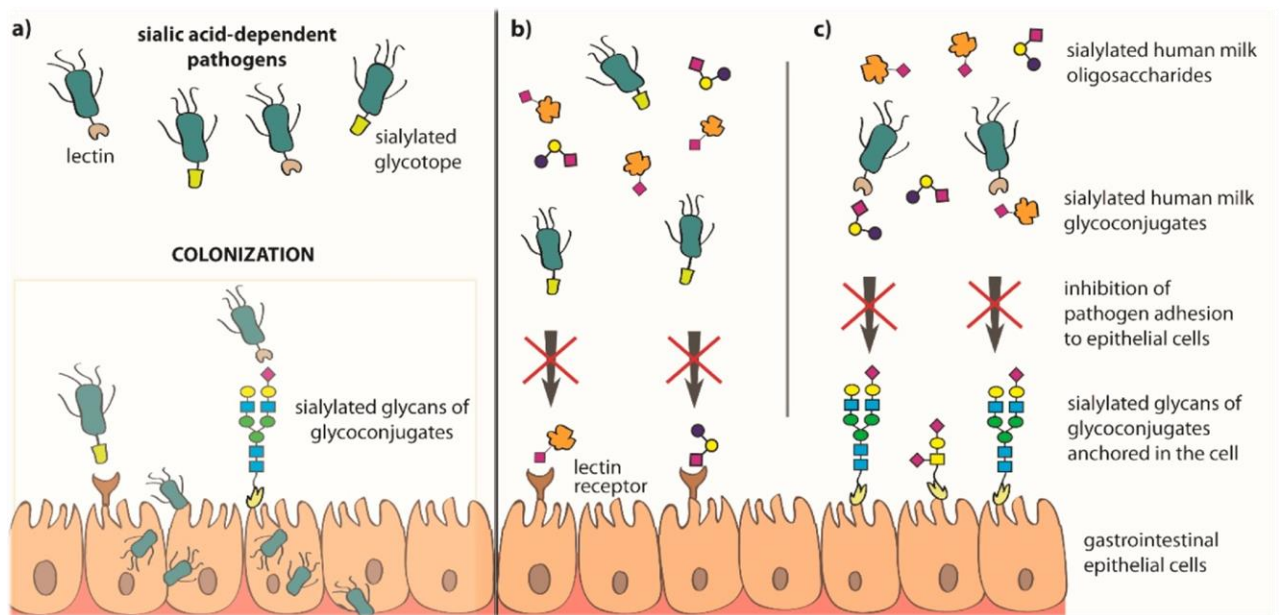 a)
sialic acid-dependent
pathogens
lectin
sialylated
glycotope
COLONIZATION
sialylated glycans of
glycoconjugates
b)
lectin
receptor
c)
sialylated human milk
oligosaccharides
sialylated human milk
glycoconjugates
inhibition of
pathogen adhesion
to epithelial cells
sialylated glycans of
glycoconjugates
anchored in the cell
gastrointestinal
epithelial cells